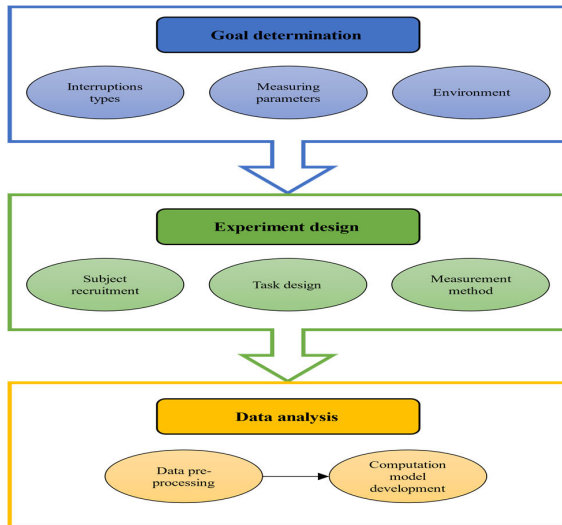 Goal determination
Interruptions
types
Measuring
parameters
Environment
Experiment design
Subject
recruitment
Task design
Measurement
method
Data analysis
Data pre-
processing
Computation
model
development